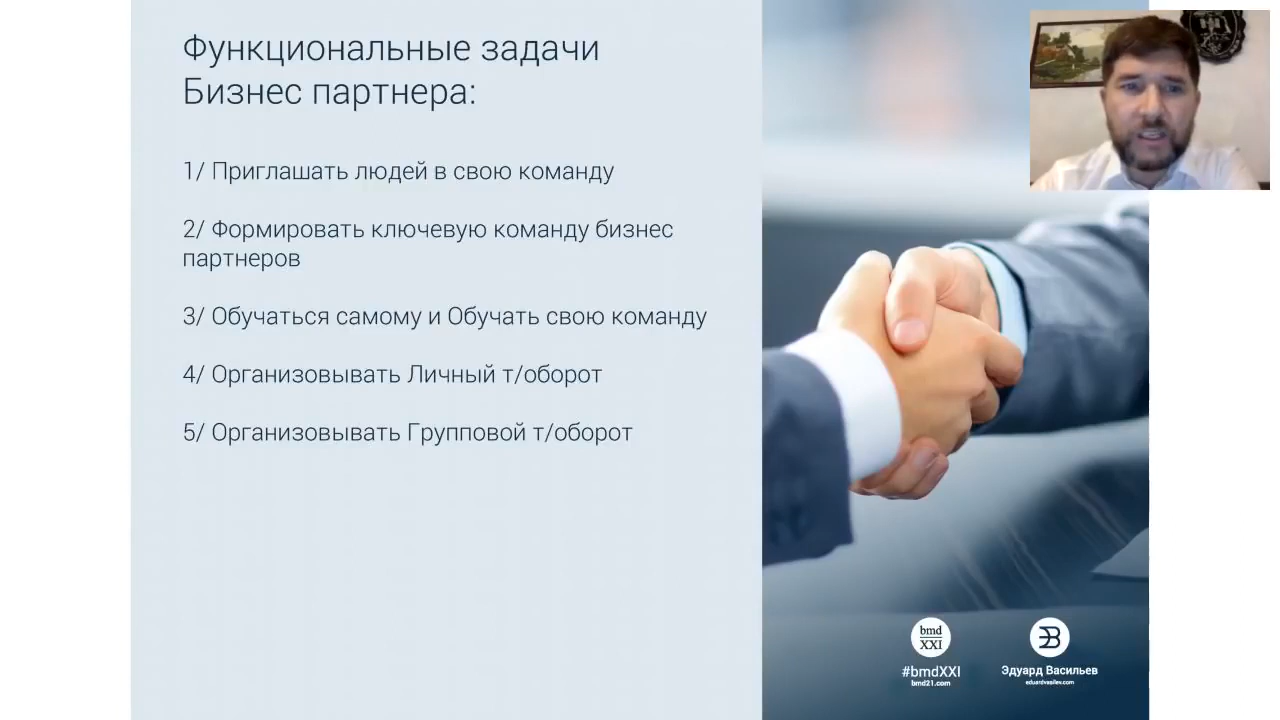 Функциональные задачи
Бизнес партнера:
1/ Приглашать людей в свою команду
2/ Формировать ключевую команду бизнес
партнеров
3/ Обучаться самому и Обучать свою команду
4/ Организовывать Личный т/оборот
5/ Организовывать Групповой т/оборот
bmd
XXI
#bmdXXI
bmd21.com
Эдуард Васильев
eduardvasilev.com